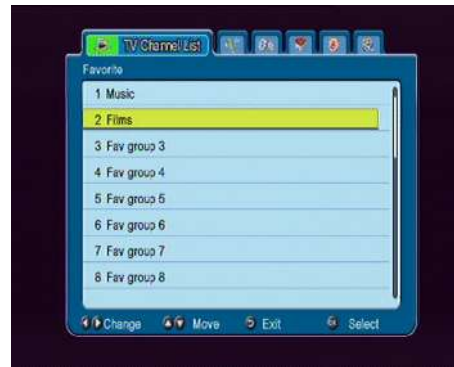 TV Channel List
Favorite
1 Music
2 Films
3 Fav group 3
4 Fav group 4
5 Fav group 5
6 Fav group 6
7 Fav group 7
8 Fav group 8
Change Move Exit Select